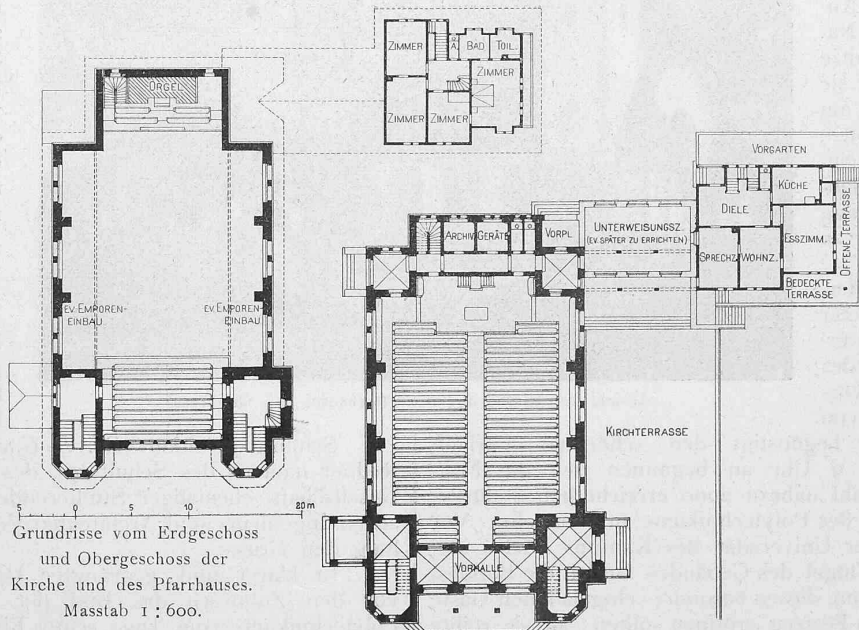 ZIMMER
A.
BAD
TOIL.
ZIMMER
ZIMMER
ZIMMER
ORGEL
EV. EMPOREN-
EINBAU
EV. EMPOREN-
EINBAU
VORGARTEN
KÜCHE
DIELE
OFFENE TERRASSE
ESSZIMM.
SPRECHZ.
WOHNZ.
BEDECKTE
TERRASSE
UNTERWEISUNGSZ.
(EV. SPÄTER ZU ERRICHTEN)
ARCHIV
GERÄTE
VORPL.
KIRCHTERRASSE
VORHALLE
5 0 5 10 20 m
Grundrisse vom Erdgeschoss
und Obergeschoss der
Kirche und des Pfarrhauses.
Masstab 1 : 600.